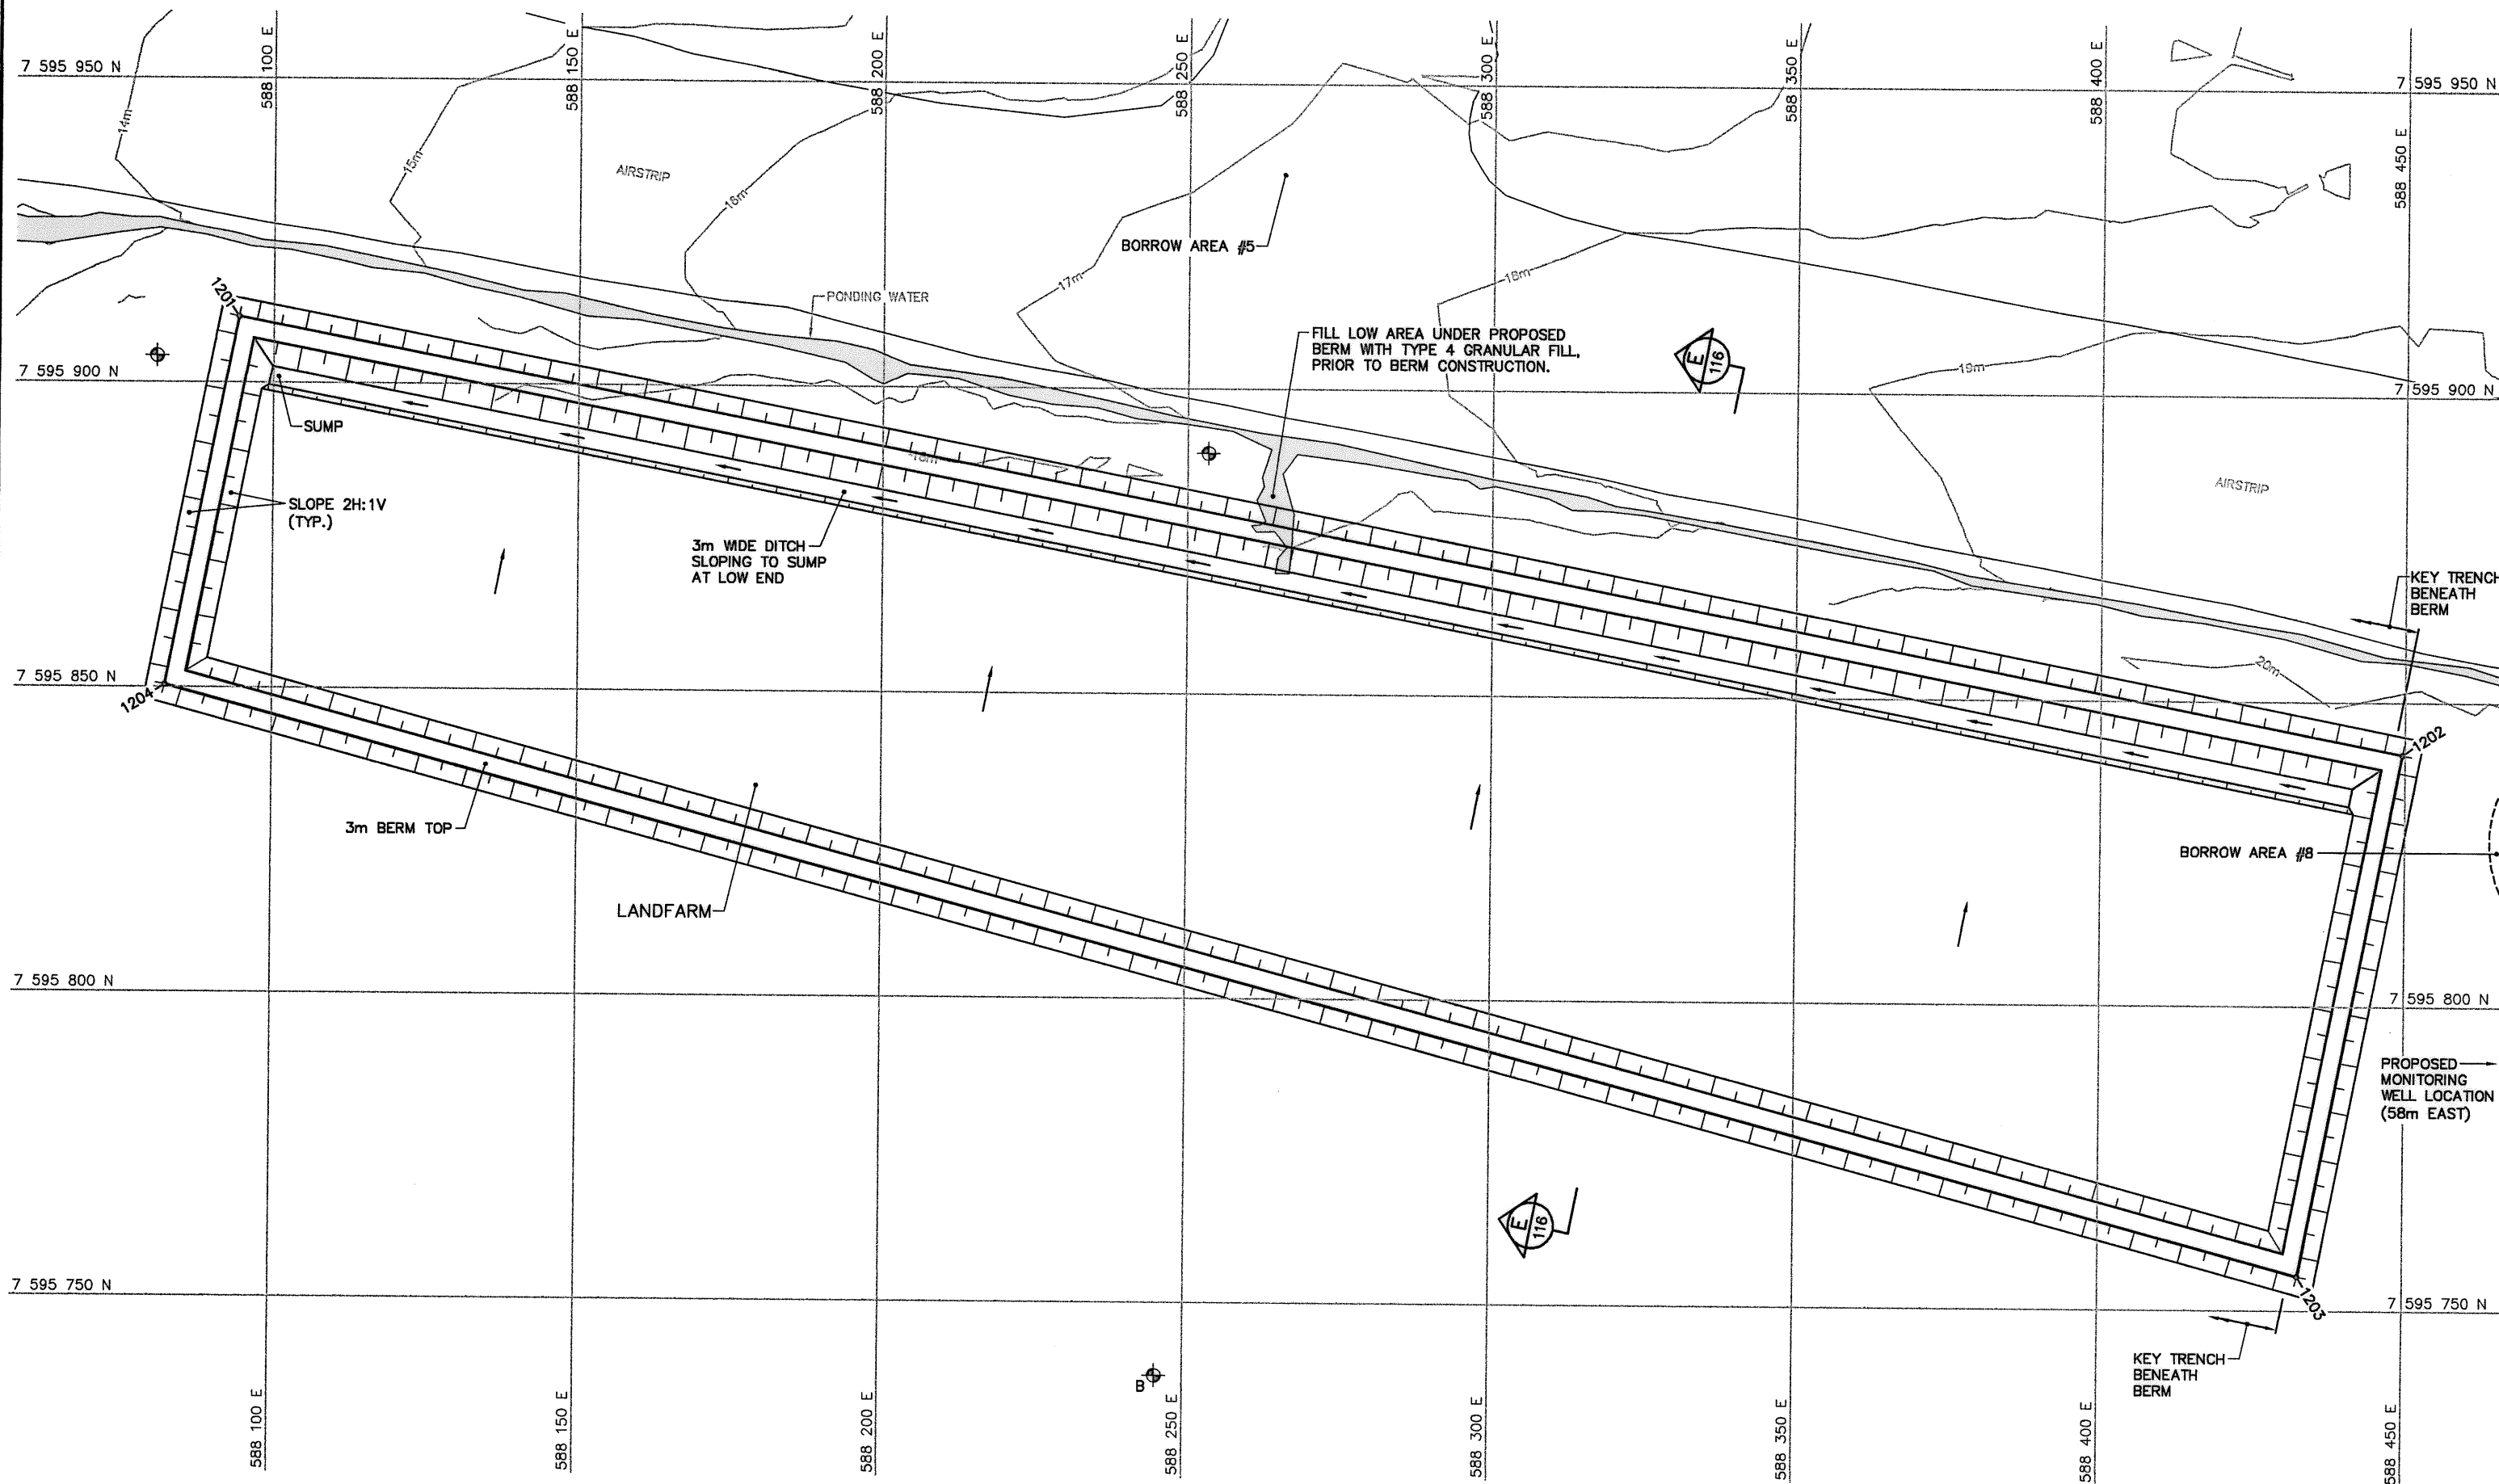 588 100 E
588 150 E
588 200 E
588 250 E
588 300 E
588 350 E
588 400 E
588 450 E
7 595 950 N
7 595 950 N
14m
15m
AIRSTRIP
16m
BORROW AREA #5
17m
18m
PONDING WATER
1201
FILL LOW AREA UNDER PROPOSED
BERM WITH TYPE 4 GRANULAR FILL,
PRIOR TO BERM CONSTRUCTION.
E
116
19m
7 595 900 N
7 595 900 N
SUMP
AIRSTRIP
SLOPE 2H:1V
(TYP.)
3m WIDE DITCH
SLOPING TO SUMP
AT LOW END
KEY TRENCH
BENEATH
BERM
20m
7 595 850 N
1204
1202
3m BERM TOP
BORROW AREA #8
LANDFARM
7 595 800 N
7 595 800 N
PROPOSED
MONITORING
WELL LOCATION
(58m EAST)
E
116
7 595 750 N
1203
7 595 750 N
KEY TRENCH
BENEATH
BERM
B
588 100 E
588 150 E
588 200 E
588 250 E
588 300 E
588 350 E
588 400 E
588 450 E